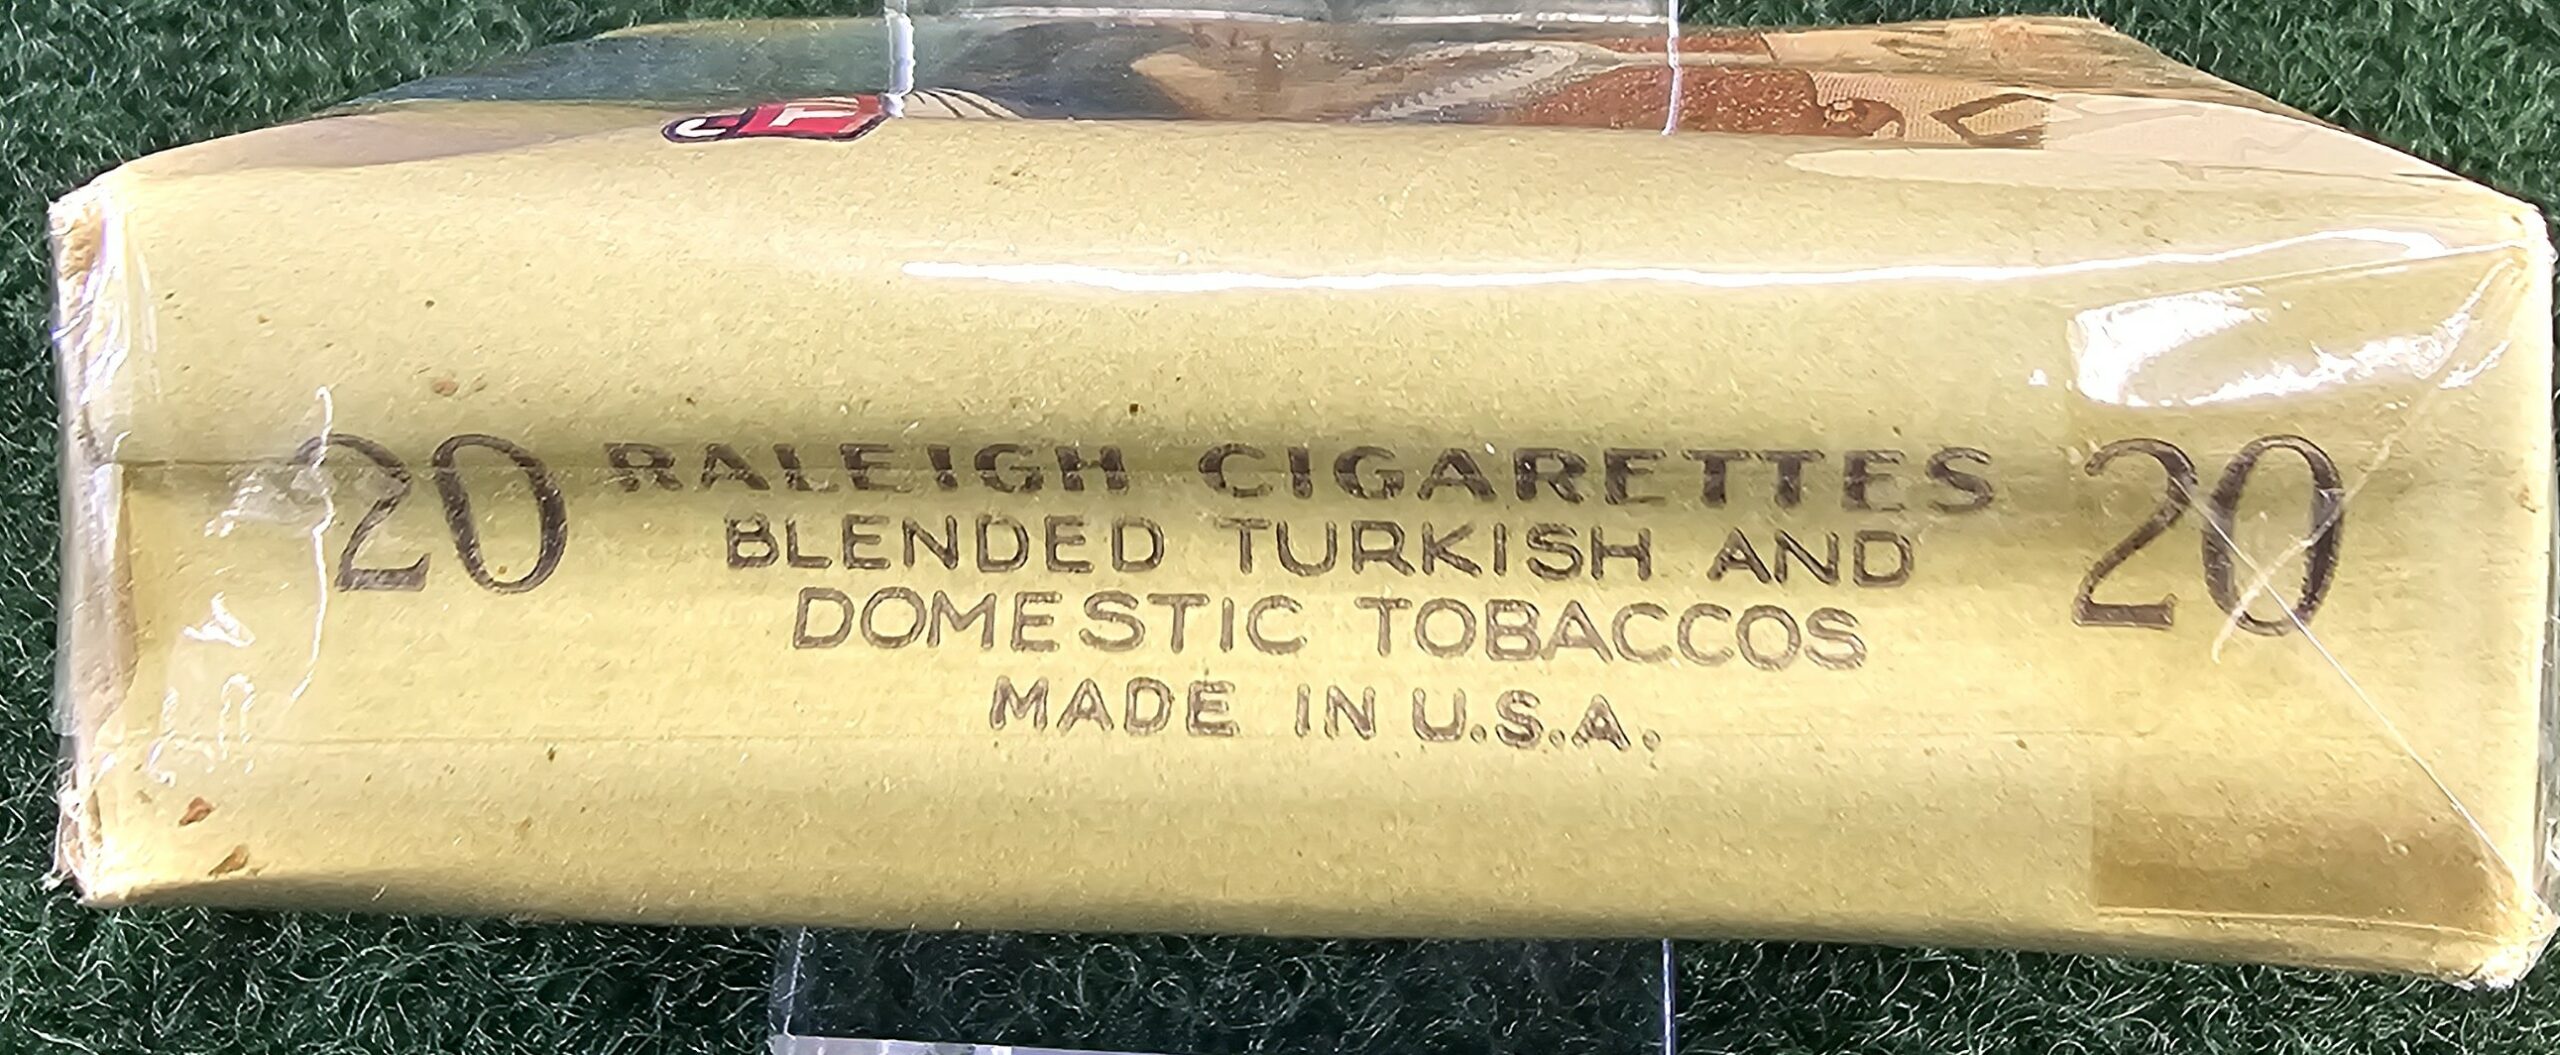 20 RALEIGH CIGARETTES 20
BLENDED TURKISH AND
DOMESTIC TOBACCOS
MADE IN U.S.A.